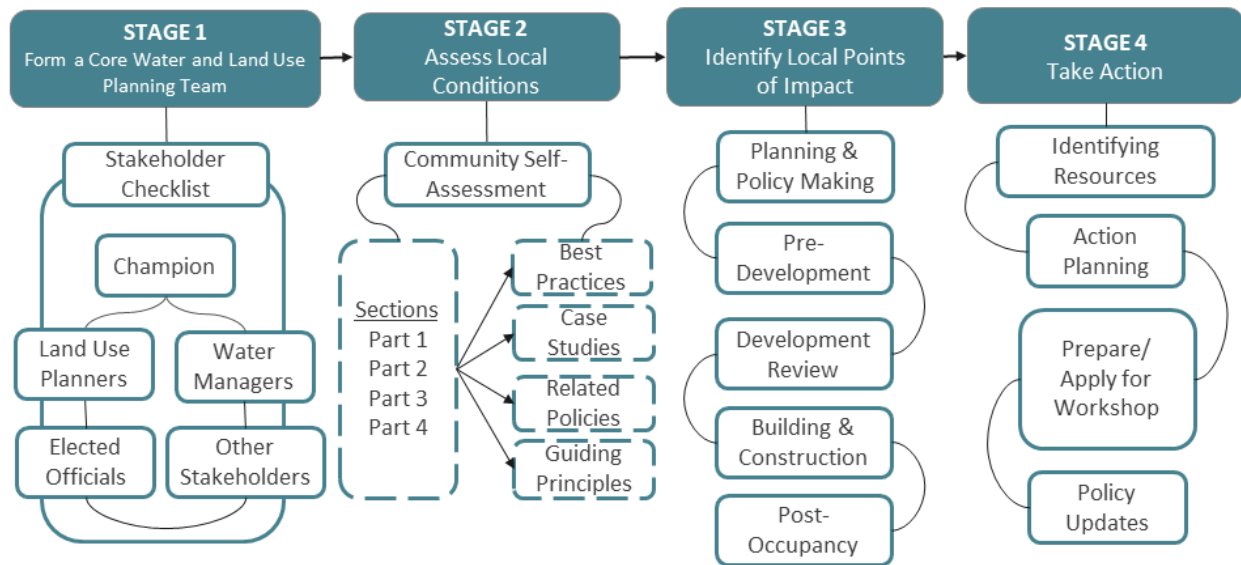 STAGE 1
Form a Core Water and Land Use
Planning Team
STAGE 2
Assess Local
Conditions
STAGE 3
Identify Local Points
of Impact
STAGE 4
Take Action
Stakeholder
Checklist
Champion
Land Use
Planners
Water
Managers
Elected
Officials
Other
Stakeholders
Community Self-
Assessment
Sections
Part 1
Part 2
Part 3
Part 4
Best
Practices
Case
Studies
Related
Policies
Guiding
Principles
Planning &
Policy Making
Pre-
Development
Development
Review
Building &
Construction
Post-
Occupancy
Identifying
Resources
Action
Planning
Prepare/
Apply for
Workshop
Policy
Updates